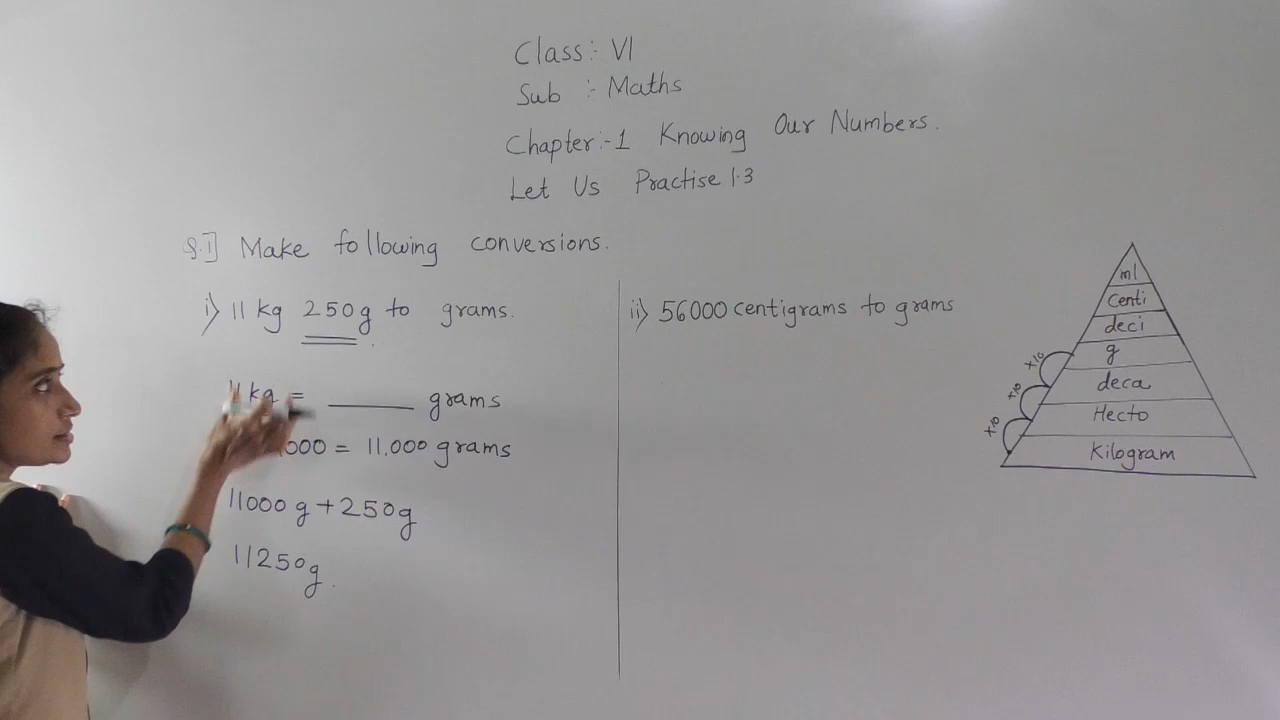 Class:- VI
Sub :- Maths
Chapter:-1 Knowing Our Numbers.
Let Us Practise 1.3
Q.1] Make following conversions.
i) 11 kg 250g to grams.
11 kg = ______ grams
000 = 11,000 grams
11000 g + 250g
11250g.
ii) 56000 centigrams to grams
ml
Centi
deci
g
deca
Hecto
Kilogram
×10
×10
×10